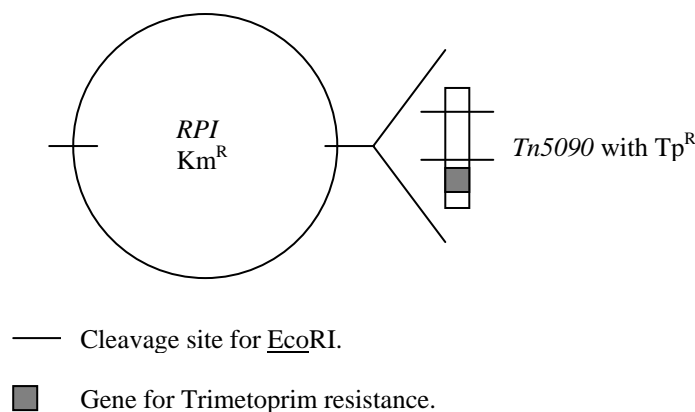 RPI
Km^R
Tn5090 with Tp^R
Cleavage site for EcoRI.
Gene for Trimetoprim resistance.